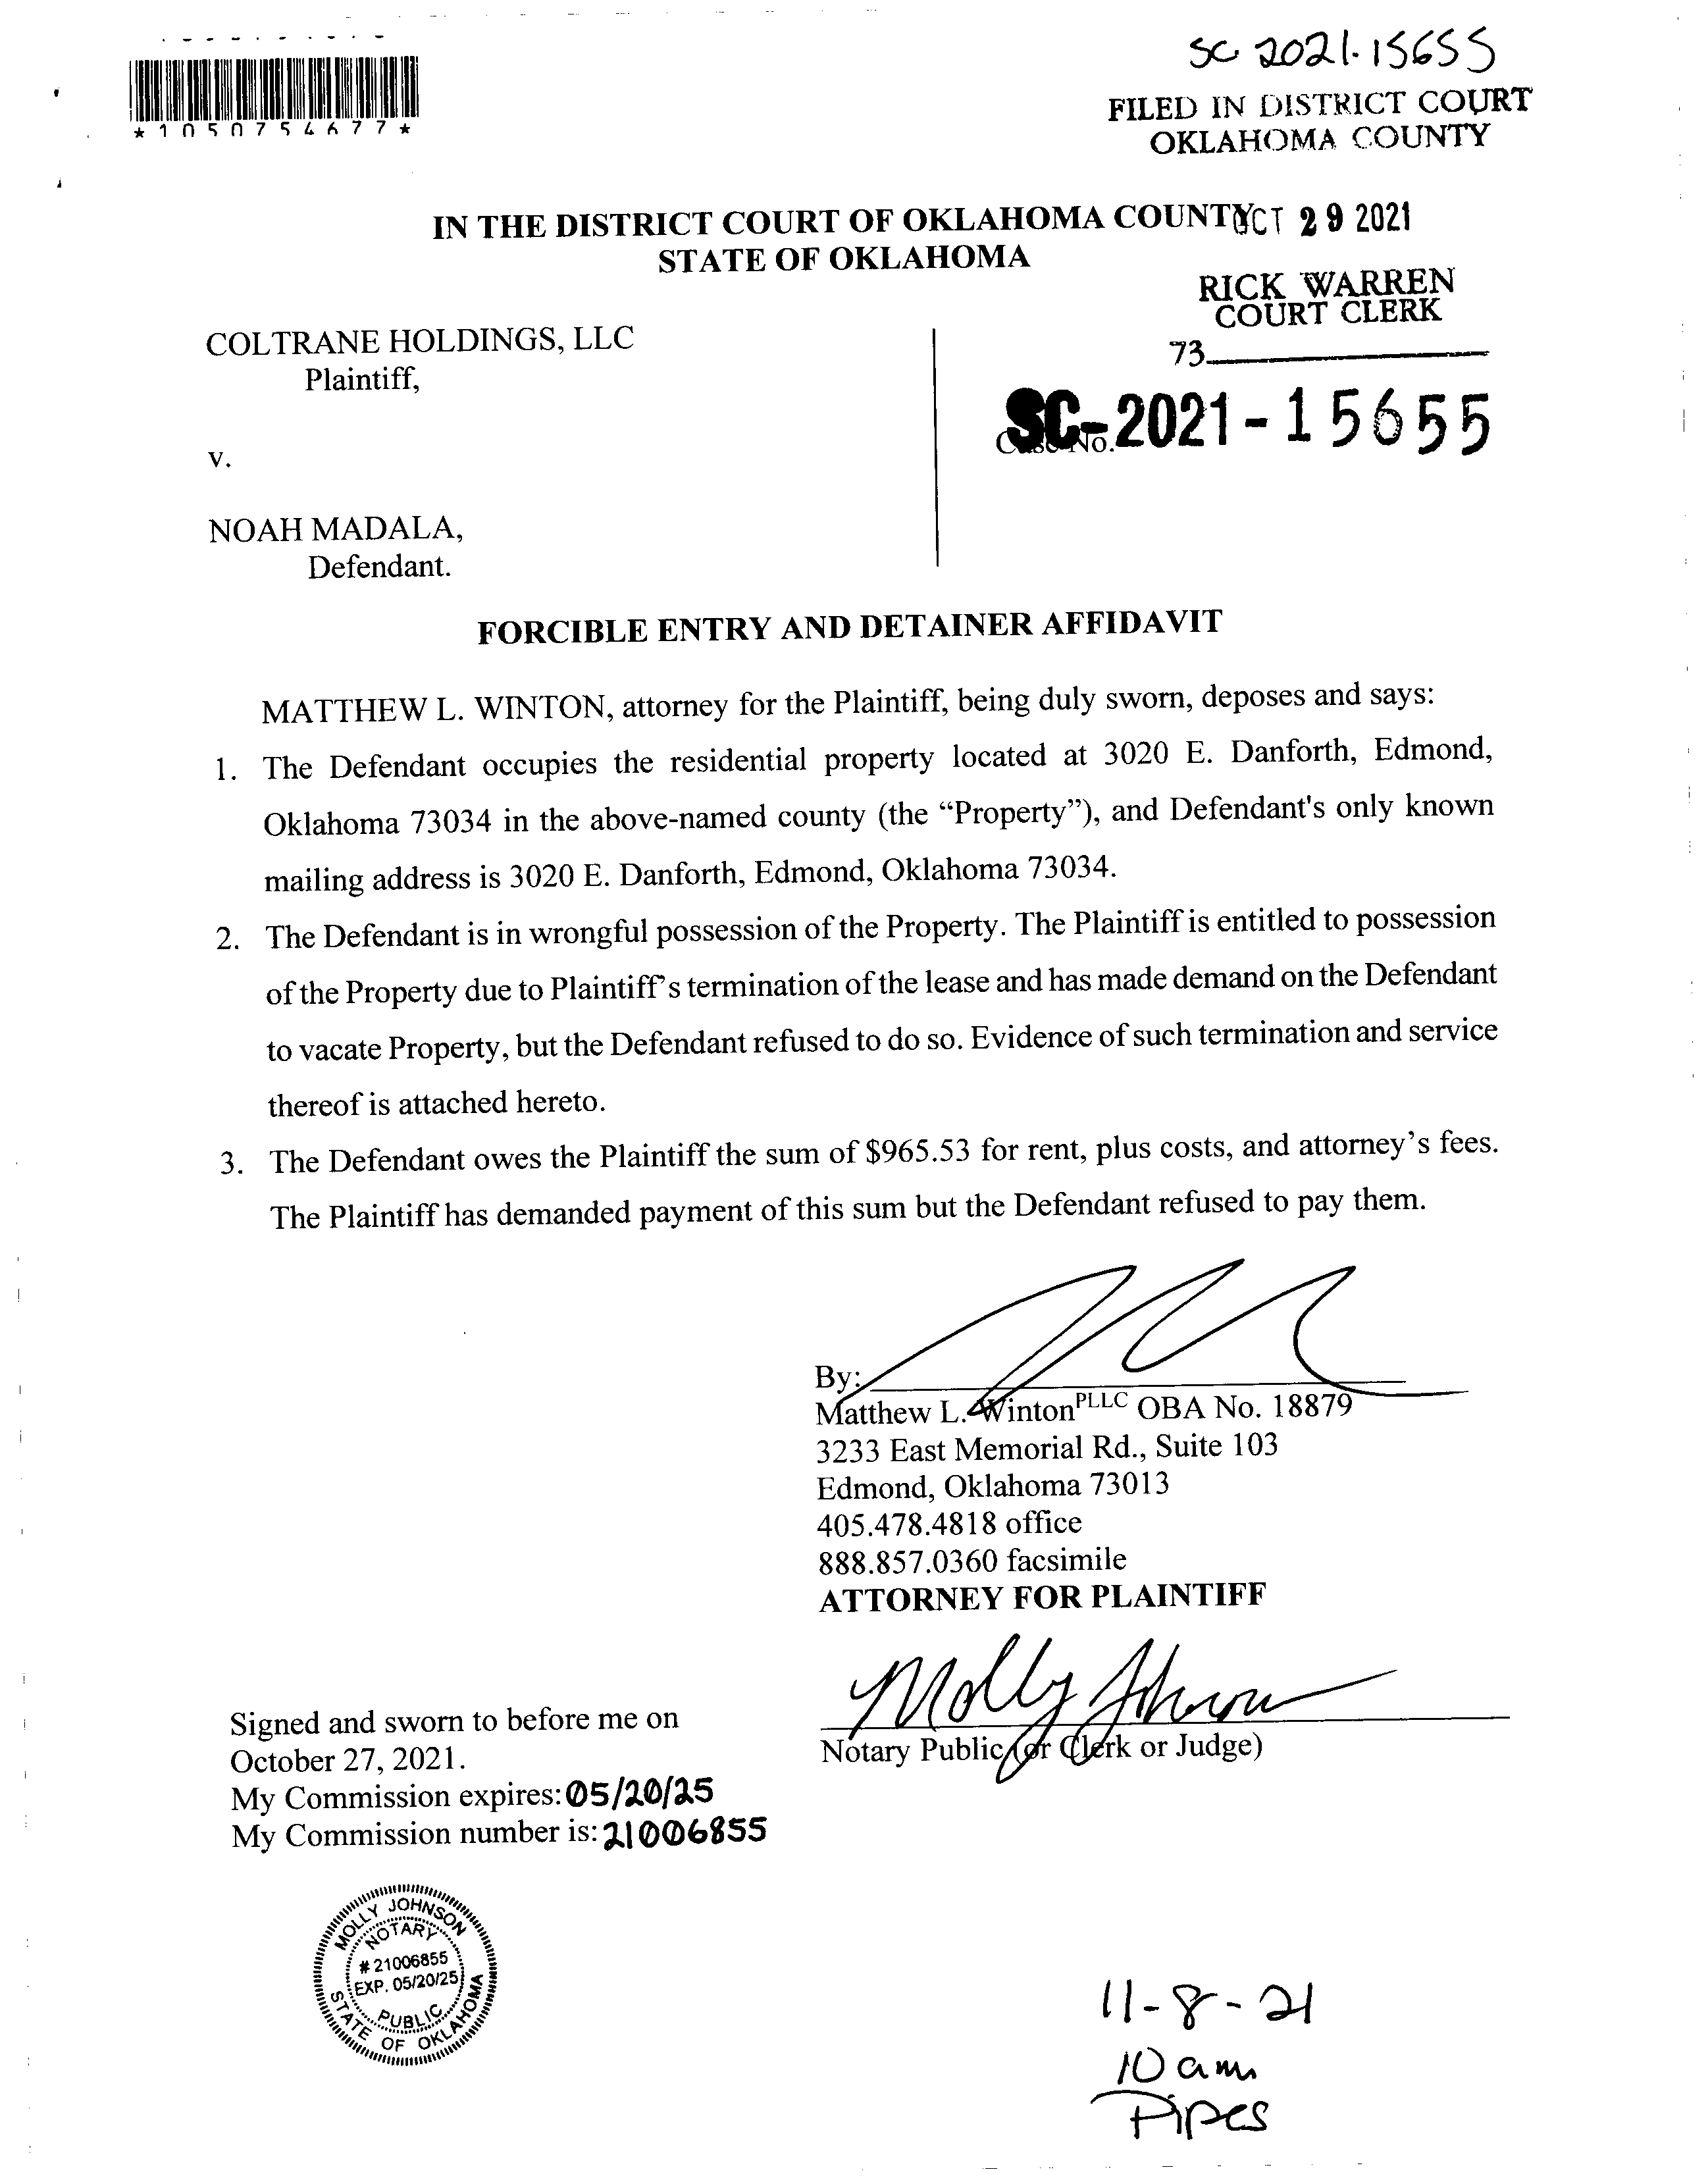 SC 2021-15655
*1050754677*
FILED IN DISTRICT COURT
OKLAHOMA COUNTY
IN THE DISTRICT COURT OF OKLAHOMA COUNTY
OCT 29 2021
STATE OF OKLAHOMA
RICK WARREN
COURT CLERK
73
COLTRANE HOLDINGS, LLC
Plaintiff,
Case No.
SC-2021-15655
v.
NOAH MADALA,
Defendant.
FORCIBLE ENTRY AND DETAINER AFFIDAVIT
MATTHEW L. WINTON, attorney for the Plaintiff, being duly sworn, deposes and says:
1. The Defendant occupies the residential property located at 3020 E. Danforth, Edmond,
Oklahoma 73034 in the above-named county (the “Property”), and Defendant's only known
mailing address is 3020 E. Danforth, Edmond, Oklahoma 73034.
2. The Defendant is in wrongful possession of the Property. The Plaintiff is entitled to possession
of the Property due to Plaintiff’s termination of the lease and has made demand on the Defendant
to vacate Property, but the Defendant refused to do so. Evidence of such termination and service
thereof is attached hereto.
3. The Defendant owes the Plaintiff the sum of $965.53 for rent, plus costs, and attorney’s fees.
The Plaintiff has demanded payment of this sum but the Defendant refused to pay them.
By:
Matthew L. Winton PLLC OBA No. 18879
3233 East Memorial Rd., Suite 103
Edmond, Oklahoma 73013
405.478.4818 office
888.857.0360 facsimile
ATTORNEY FOR PLAINTIFF
Molly Johnson
Notary Public (or Clerk or Judge)
Signed and sworn to before me on
October 27, 2021.
My Commission expires: 05/20/25
My Commission number is: 21006855
MOLLY JOHNSON
NOTARY
# 21006855
EXP. 05/20/25
PUBLIC
STATE OF OKLAHOMA
11-8-21
10 am
Pipes